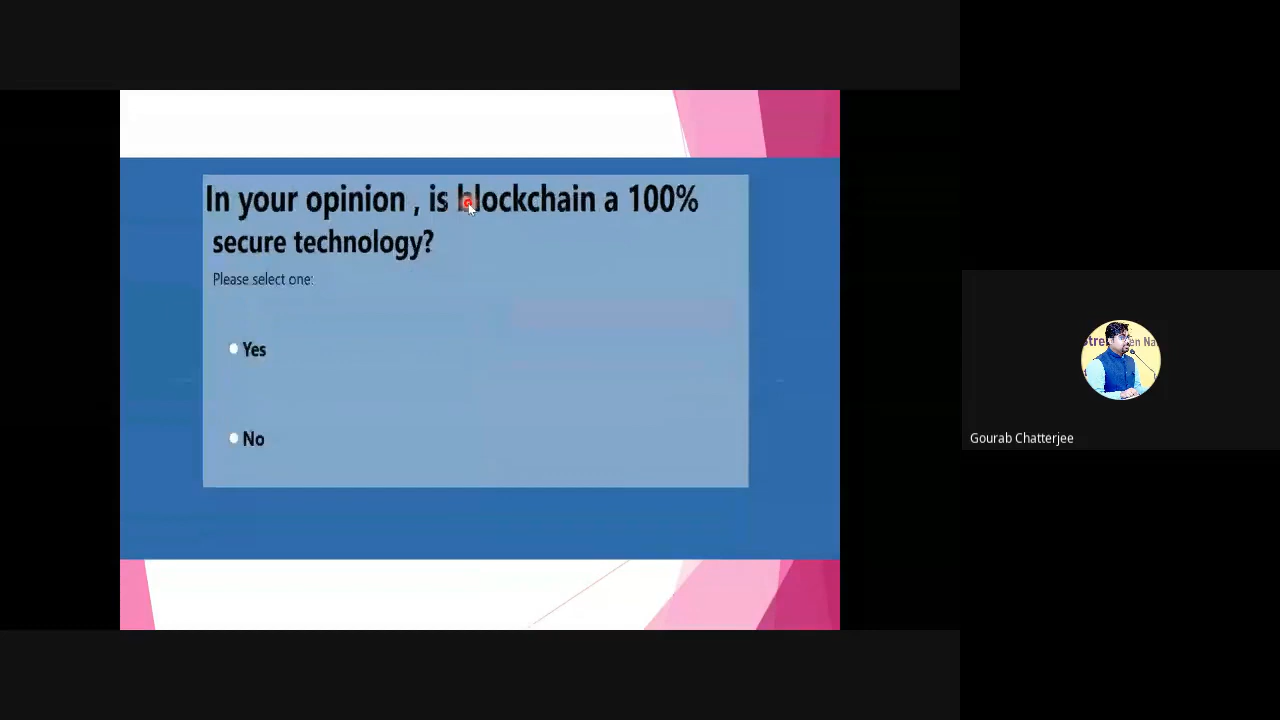 In your opinion , is blockchain a 100%
secure technology?
Please select one:
Yes
No
Gourab Chatterjee